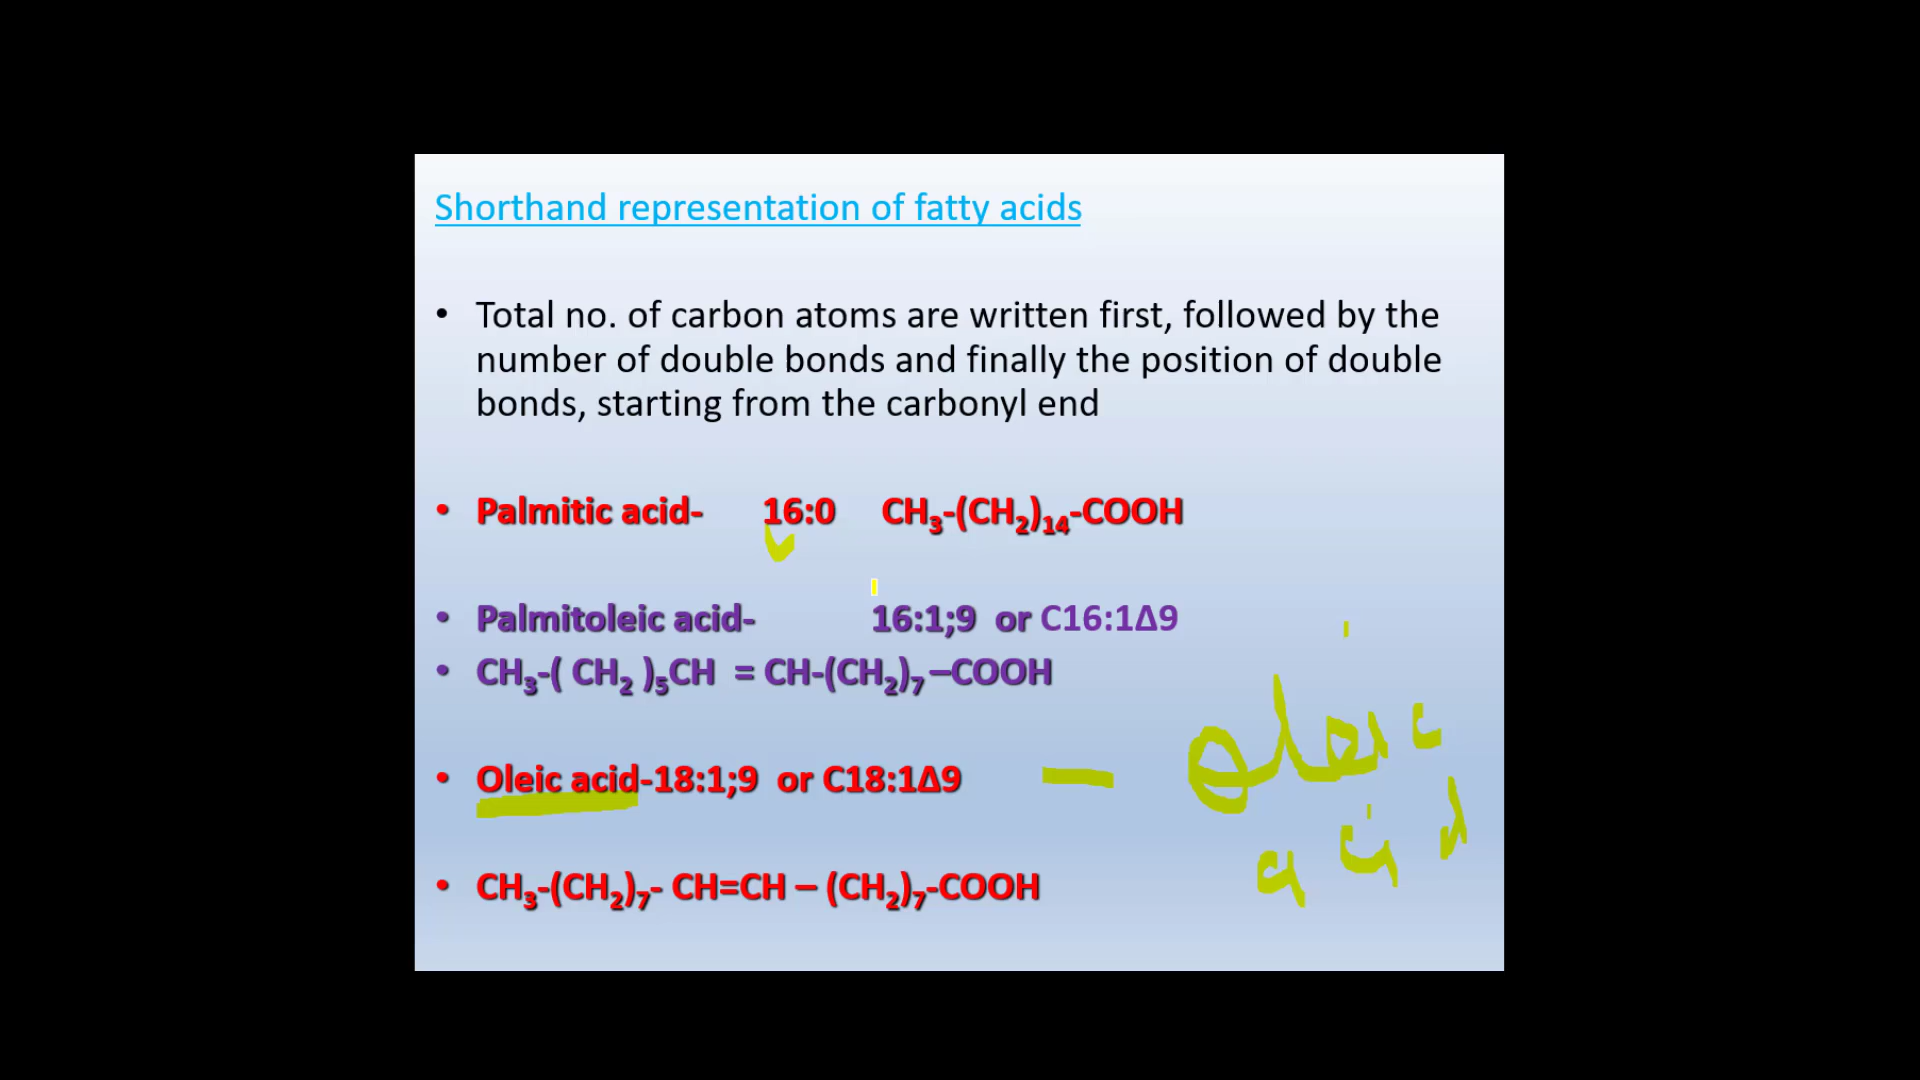 Shorthand representation of fatty acids
• Total no. of carbon atoms are written first, followed by the
number of double bonds and finally the position of double
bonds, starting from the carbonyl end
• Palmitic acid- 16:0 CH₃-(CH₂)₁₄-COOH
• Palmitoleic acid- 16:1;9 or C16:1Δ9
• CH₃-( CH₂ )₅CH = CH-(CH₂)₇ –COOH
• Oleic acid-18:1;9 or C18:1Δ9 – oleic
acid
• CH₃-(CH₂)₇- CH=CH – (CH₂)₇-COOH